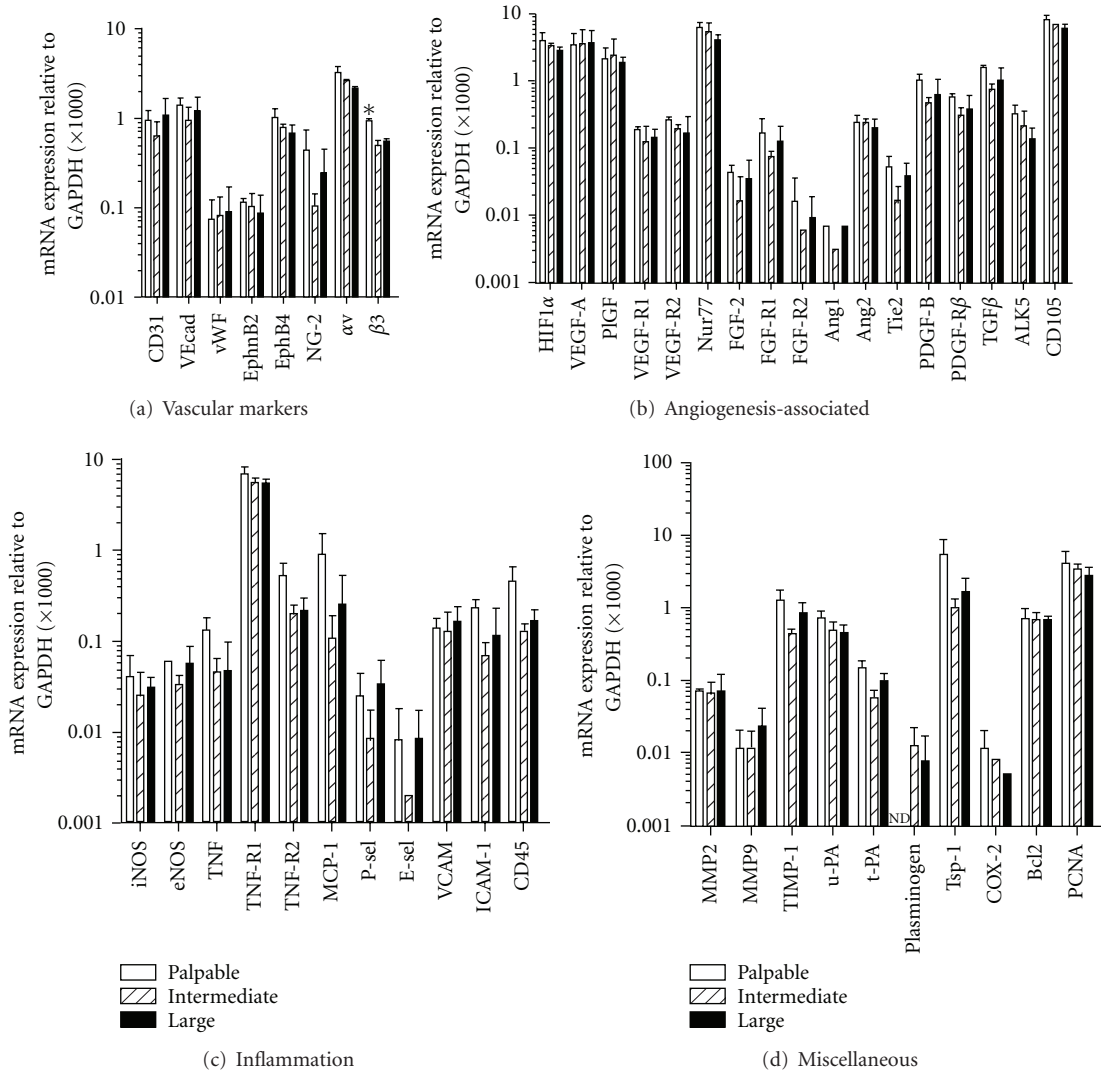 mRNA expression relative to
GAPDH (×1000)
10
1
0.1
0.01
*
CD31
VEcad
vWF
EphnB2
EphB4
NG-2
αv
β3
(a) Vascular markers
mRNA expression relative to
GAPDH (×1000)
10
1
0.1
0.01
0.001
HIF1α
VEGF-A
PlGF
VEGF-R1
VEGF-R2
Nur77
FGF-2
FGF-R1
FGF-R2
Ang1
Ang2
Tie2
PDGF-B
PDGF-Rβ
TGFβ
ALK5
CD105
(b) Angiogenesis-associated
mRNA expression relative to
GAPDH (×1000)
10
1
0.1
0.01
0.001
iNOS
eNOS
TNF
TNF-R1
TNF-R2
MCP-1
P-sel
E-sel
VCAM
ICAM-1
CD45
Palpable
Intermediate
Large
(c) Inflammation
mRNA expression relative to
GAPDH (×1000)
100
10
1
0.1
0.01
0.001
ND
MMP2
MMP9
TIMP-1
u-PA
t-PA
Plasminogen
Tsp-1
COX-2
Bcl2
PCNA
Palpable
Intermediate
Large
(d) Miscellaneous